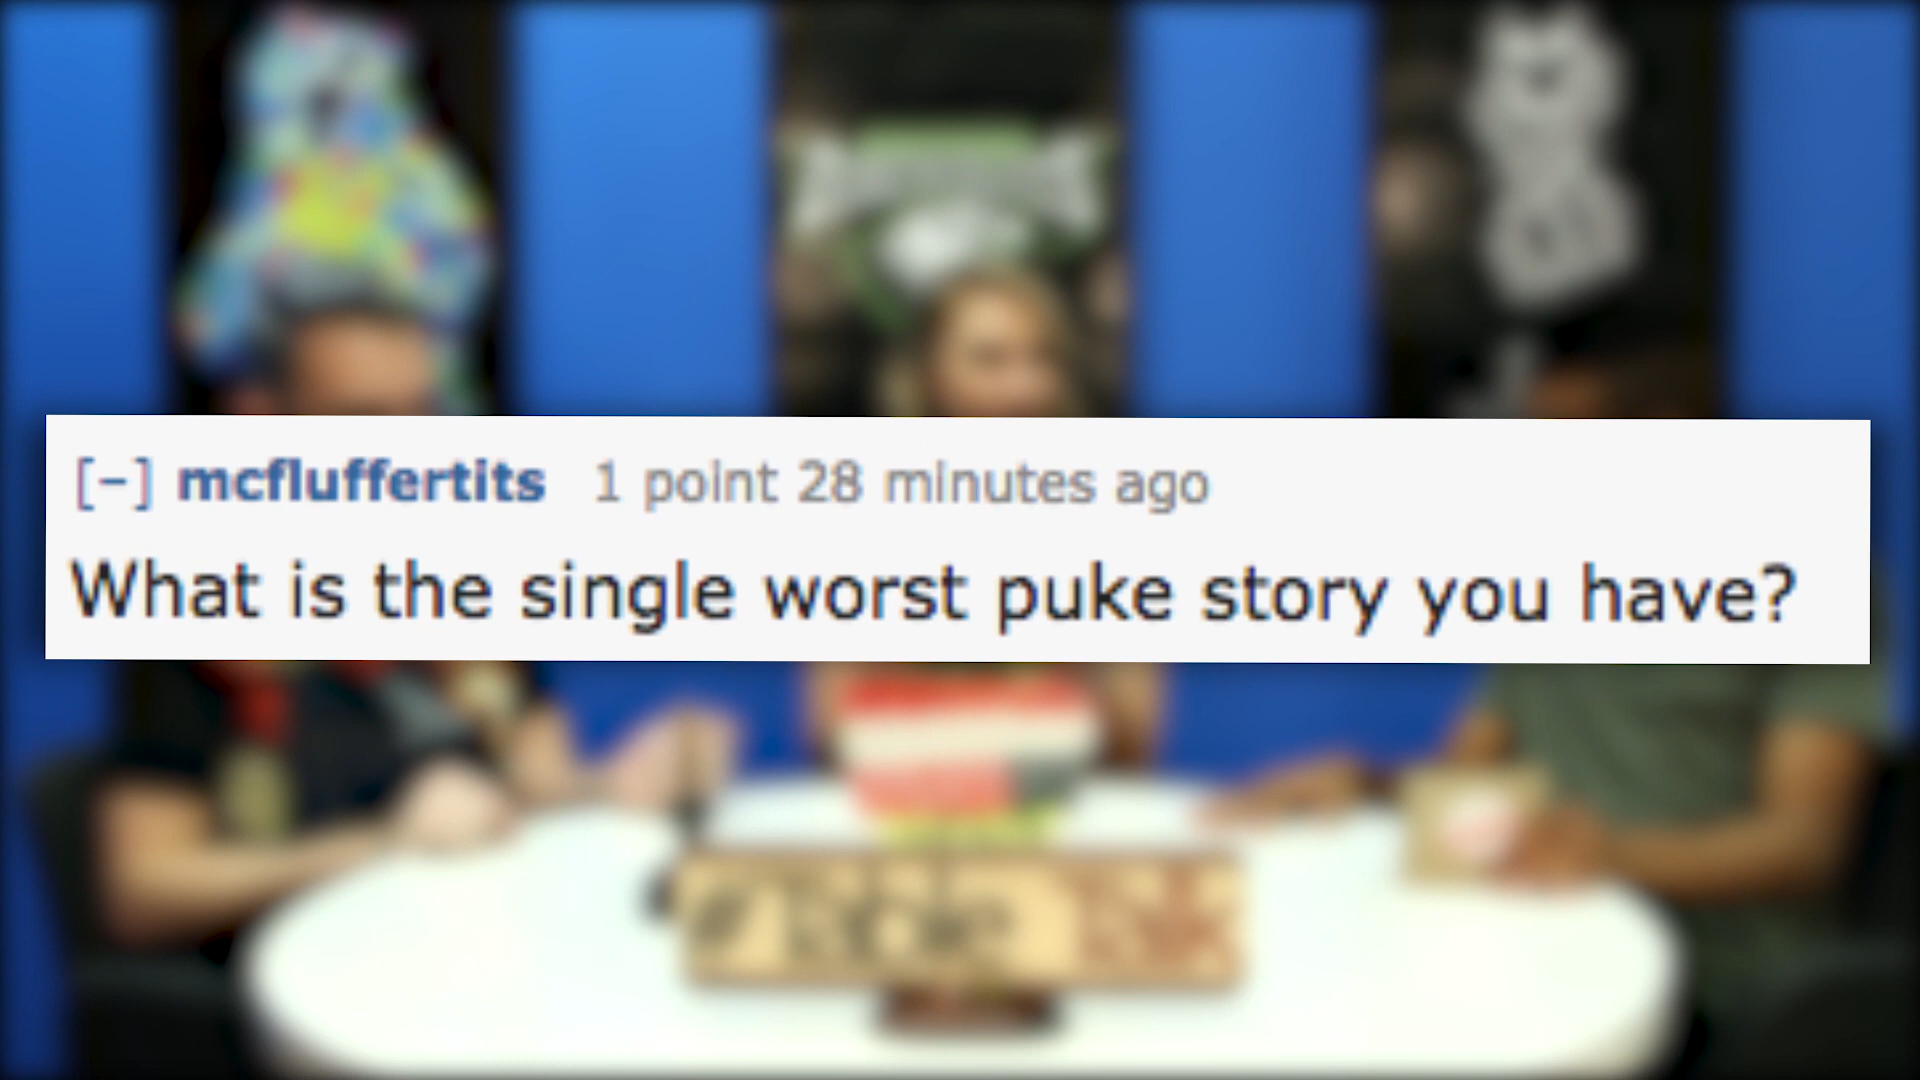 [–] mcfluffertits 1 point 28 minutes ago
What is the single worst puke story you have?